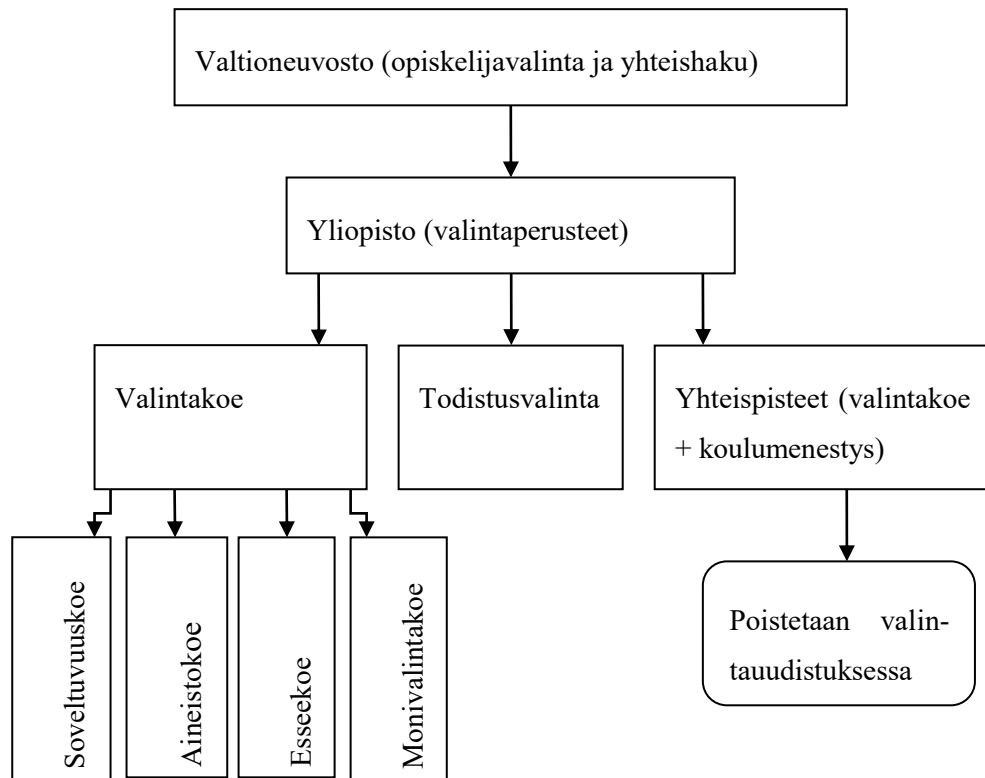 Valtioneuvosto (opiskelijavalinta ja yhteishaku)
Yliopisto (valintaperusteet)
Valintakoe
Todistusvalinta
Yhteispisteet (valintakoe
+ koulumenestys)
Soveltuvuuskoe
Aineistokoe
Esseekoe
Monivalintakoe
Poistetaan valin-
tauudistuksessa